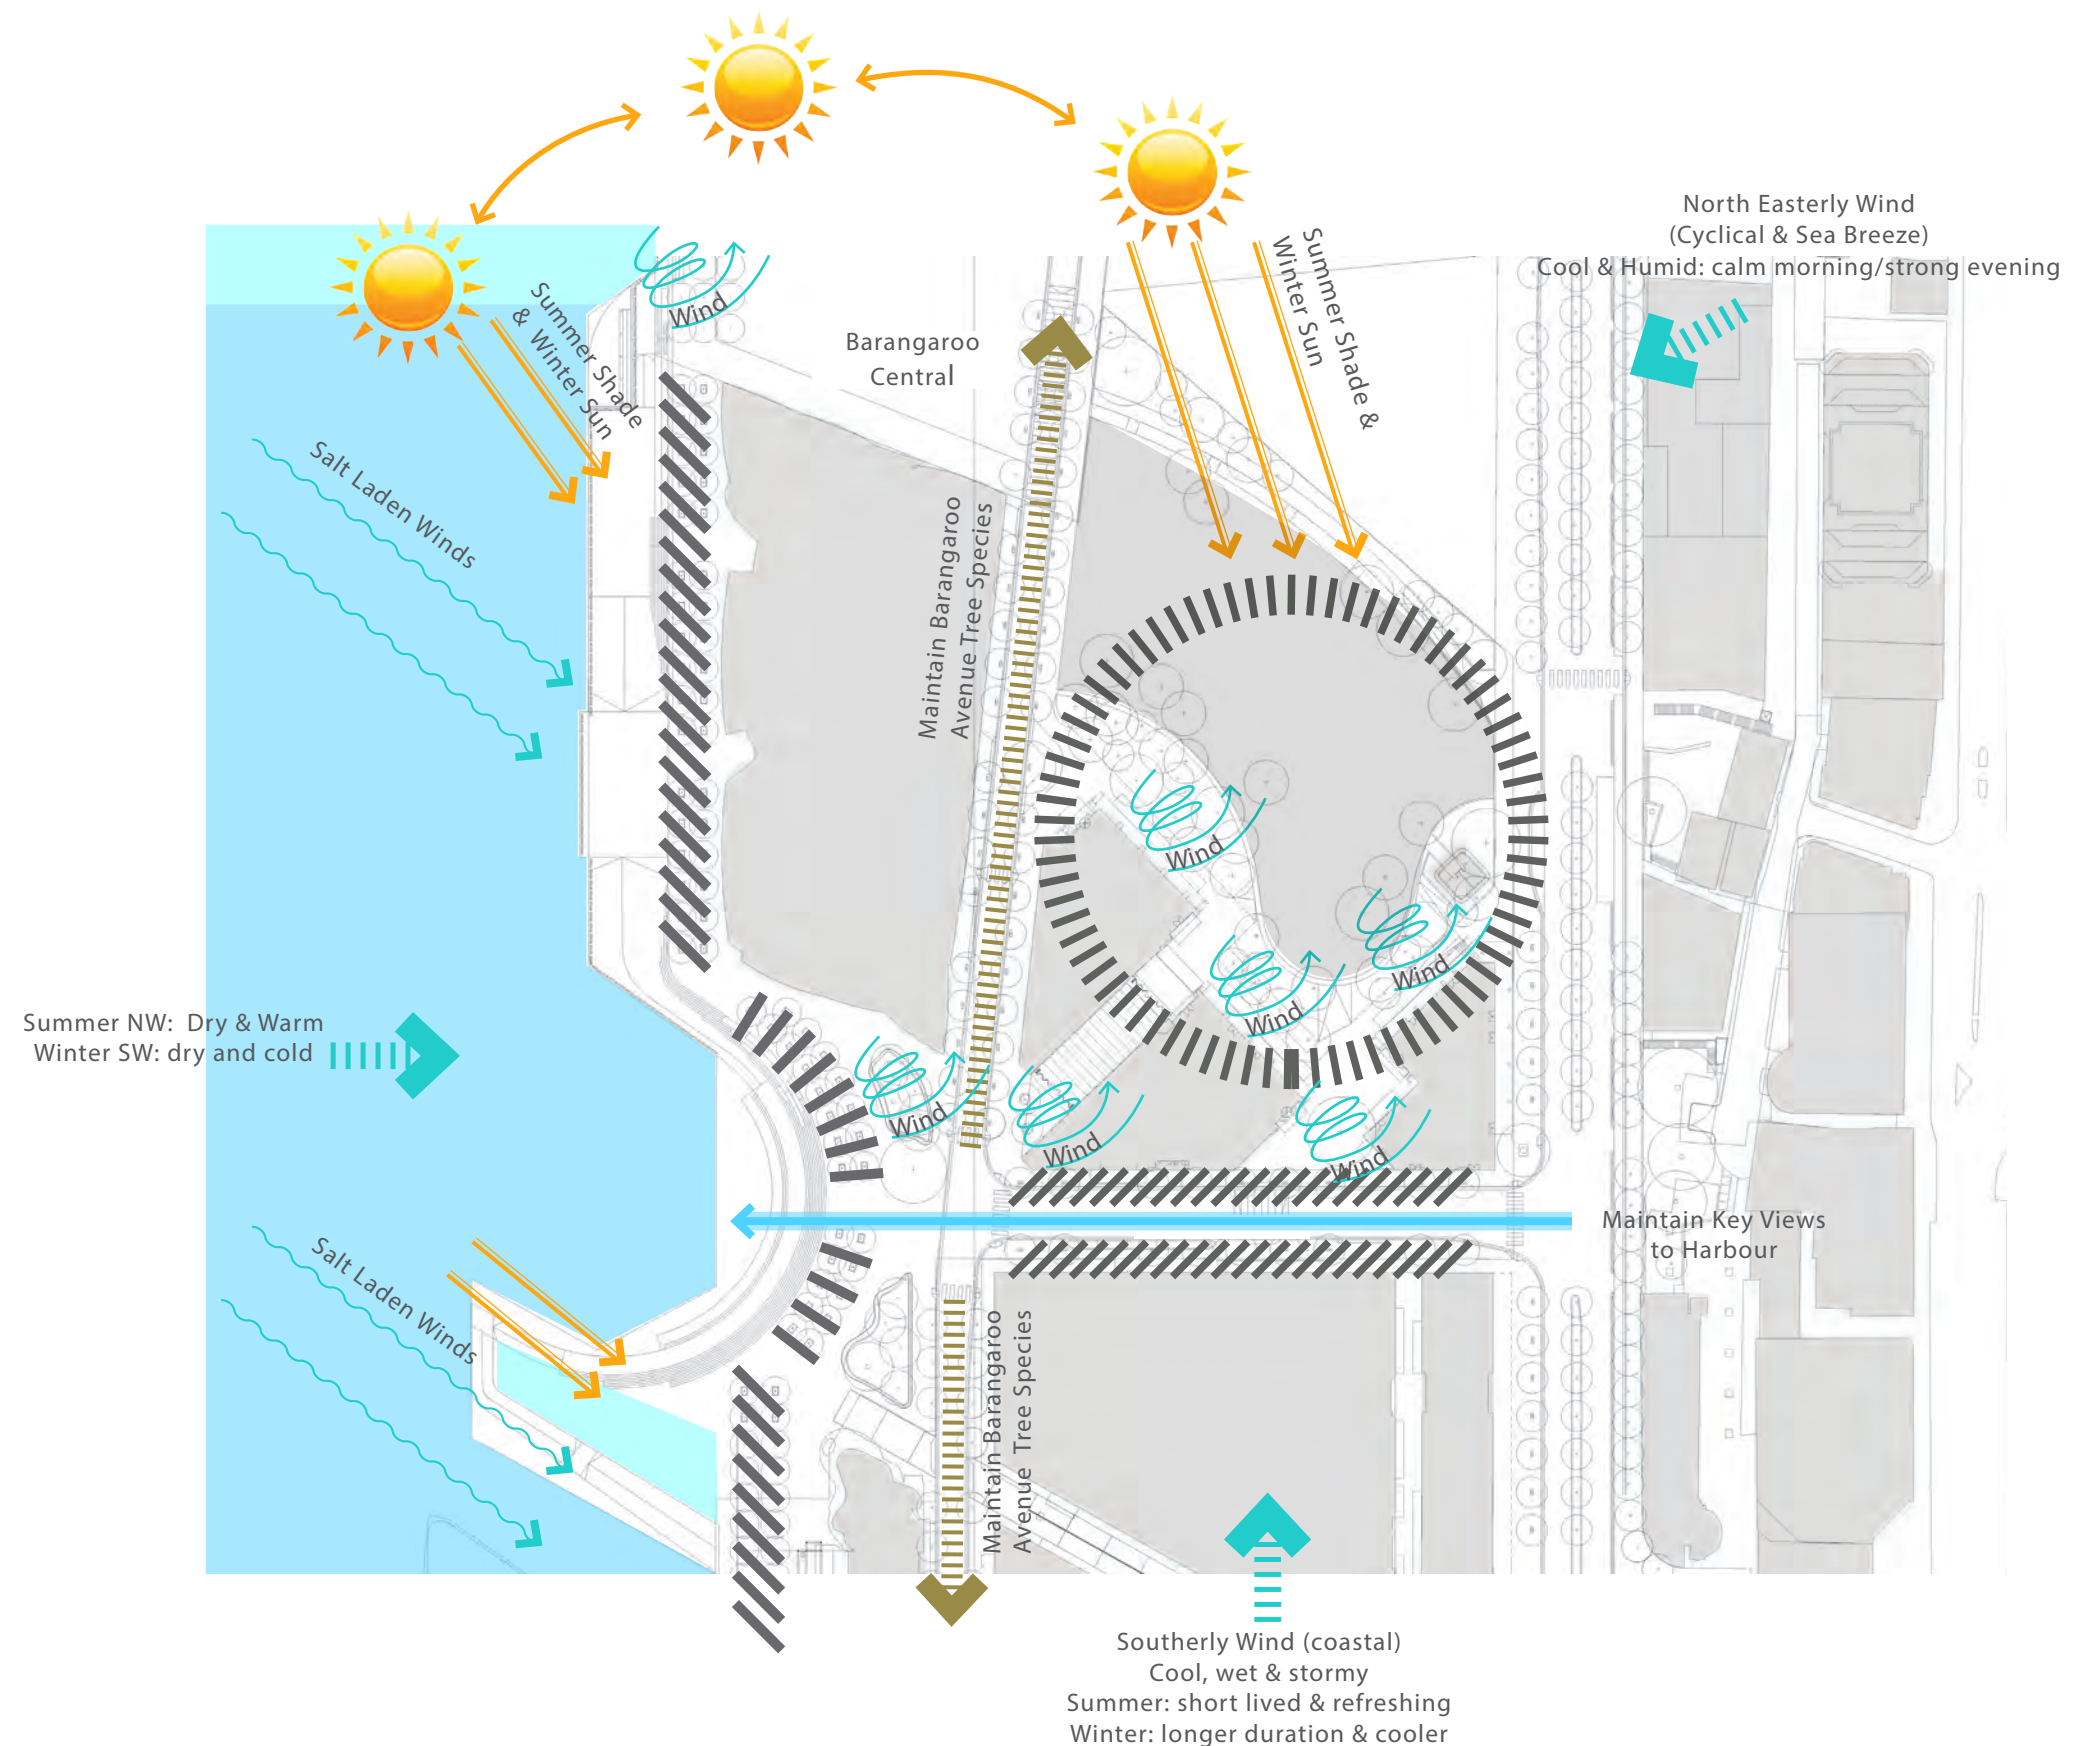 North Easterly Wind
(Cyclical & Sea Breeze)
Cool & Humid: calm morning/strong evening
Summer Shade
& Winter Sun
Wind
Summer Shade &
Winter Sun
Barangaroo
Central
Salt Laden Winds
Maintain Barangaroo
Avenue Tree Species
Wind
Wind
Wind
Summer NW: Dry & Warm
Winter SW: dry and cold
Wind
Wind
Wind
Maintain Key Views
to Harbour
Salt Laden Winds
Maintain Barangaroo
Avenue Tree Species
Southerly Wind (coastal)
Cool, wet & stormy
Summer: short lived & refreshing
Winter: longer duration & cooler